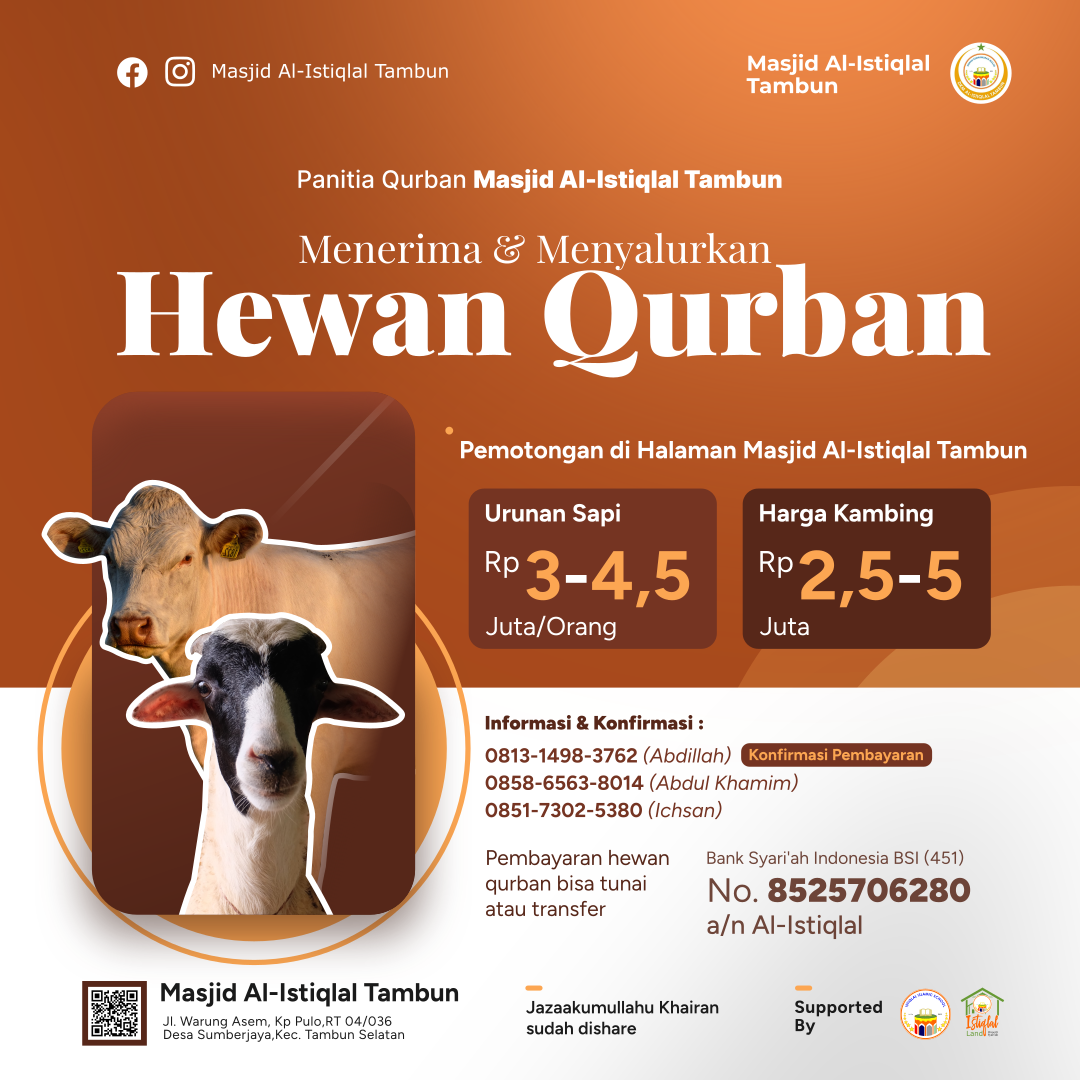 Masjid Al-Istiqlal Tambun
Masjid Al-Istiqlal
Tambun
Panitia Qurban Masjid Al-Istiqlal Tambun
Menerima & Menyalurkan
Hewan Qurban
Pemotongan di Halaman Masjid Al-Istiqlal Tambun
Urunan Sapi
Rp 3-4,5
Juta/Orang
Harga Kambing
Rp 2,5-5
Juta
Informasi & Konfirmasi :
0813-1498-3762 (Abdillah) Konfirmasi Pembayaran
0858-6563-8014 (Abdul Khamim)
0851-7302-5380 (Ichsan)
Pembayaran hewan
qurban bisa tunai
atau transfer
Bank Syari'ah Indonesia BSI (451)
No. 8525706280
a/n Al-Istiqlal
Masjid Al-Istiqlal Tambun
Jl. Warung Asem, Kp Pulo,RT 04/036
Desa Sumberjaya,Kec. Tambun Selatan
Jazaakumullahu Khairan
sudah dishare
Supported
By
Istiqlal
Land